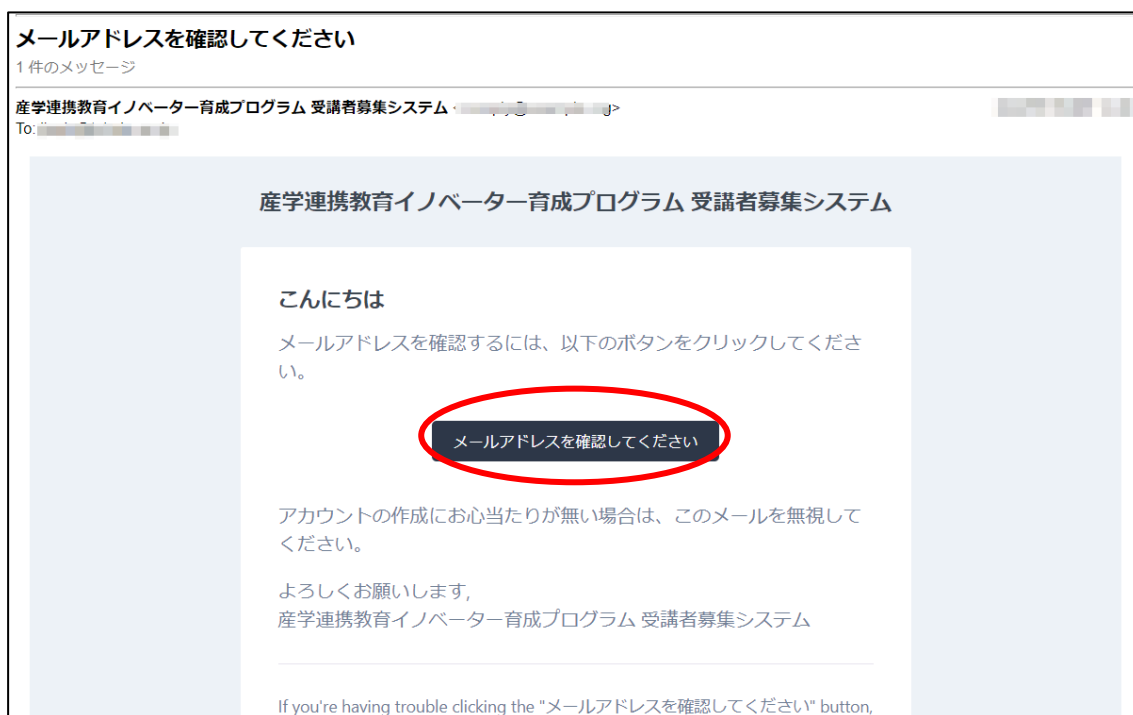 メールアドレスを確認してください
1 件のメッセージ
産学連携教育イノベーター育成プログラム 受講者募集システム
To:
産学連携教育イノベーター育成プログラム 受講者募集システム
こんにちは
メールアドレスを確認するには、以下のボタンをクリックしてくださ
い。
メールアドレスを確認してください
アカウントの作成にお心当たりが無い場合は、このメールを無視して
ください。
よろしくお願いします,
産学連携教育イノベーター育成プログラム 受講者募集システム
If you're having trouble clicking the "メールアドレスを確認してください" button,